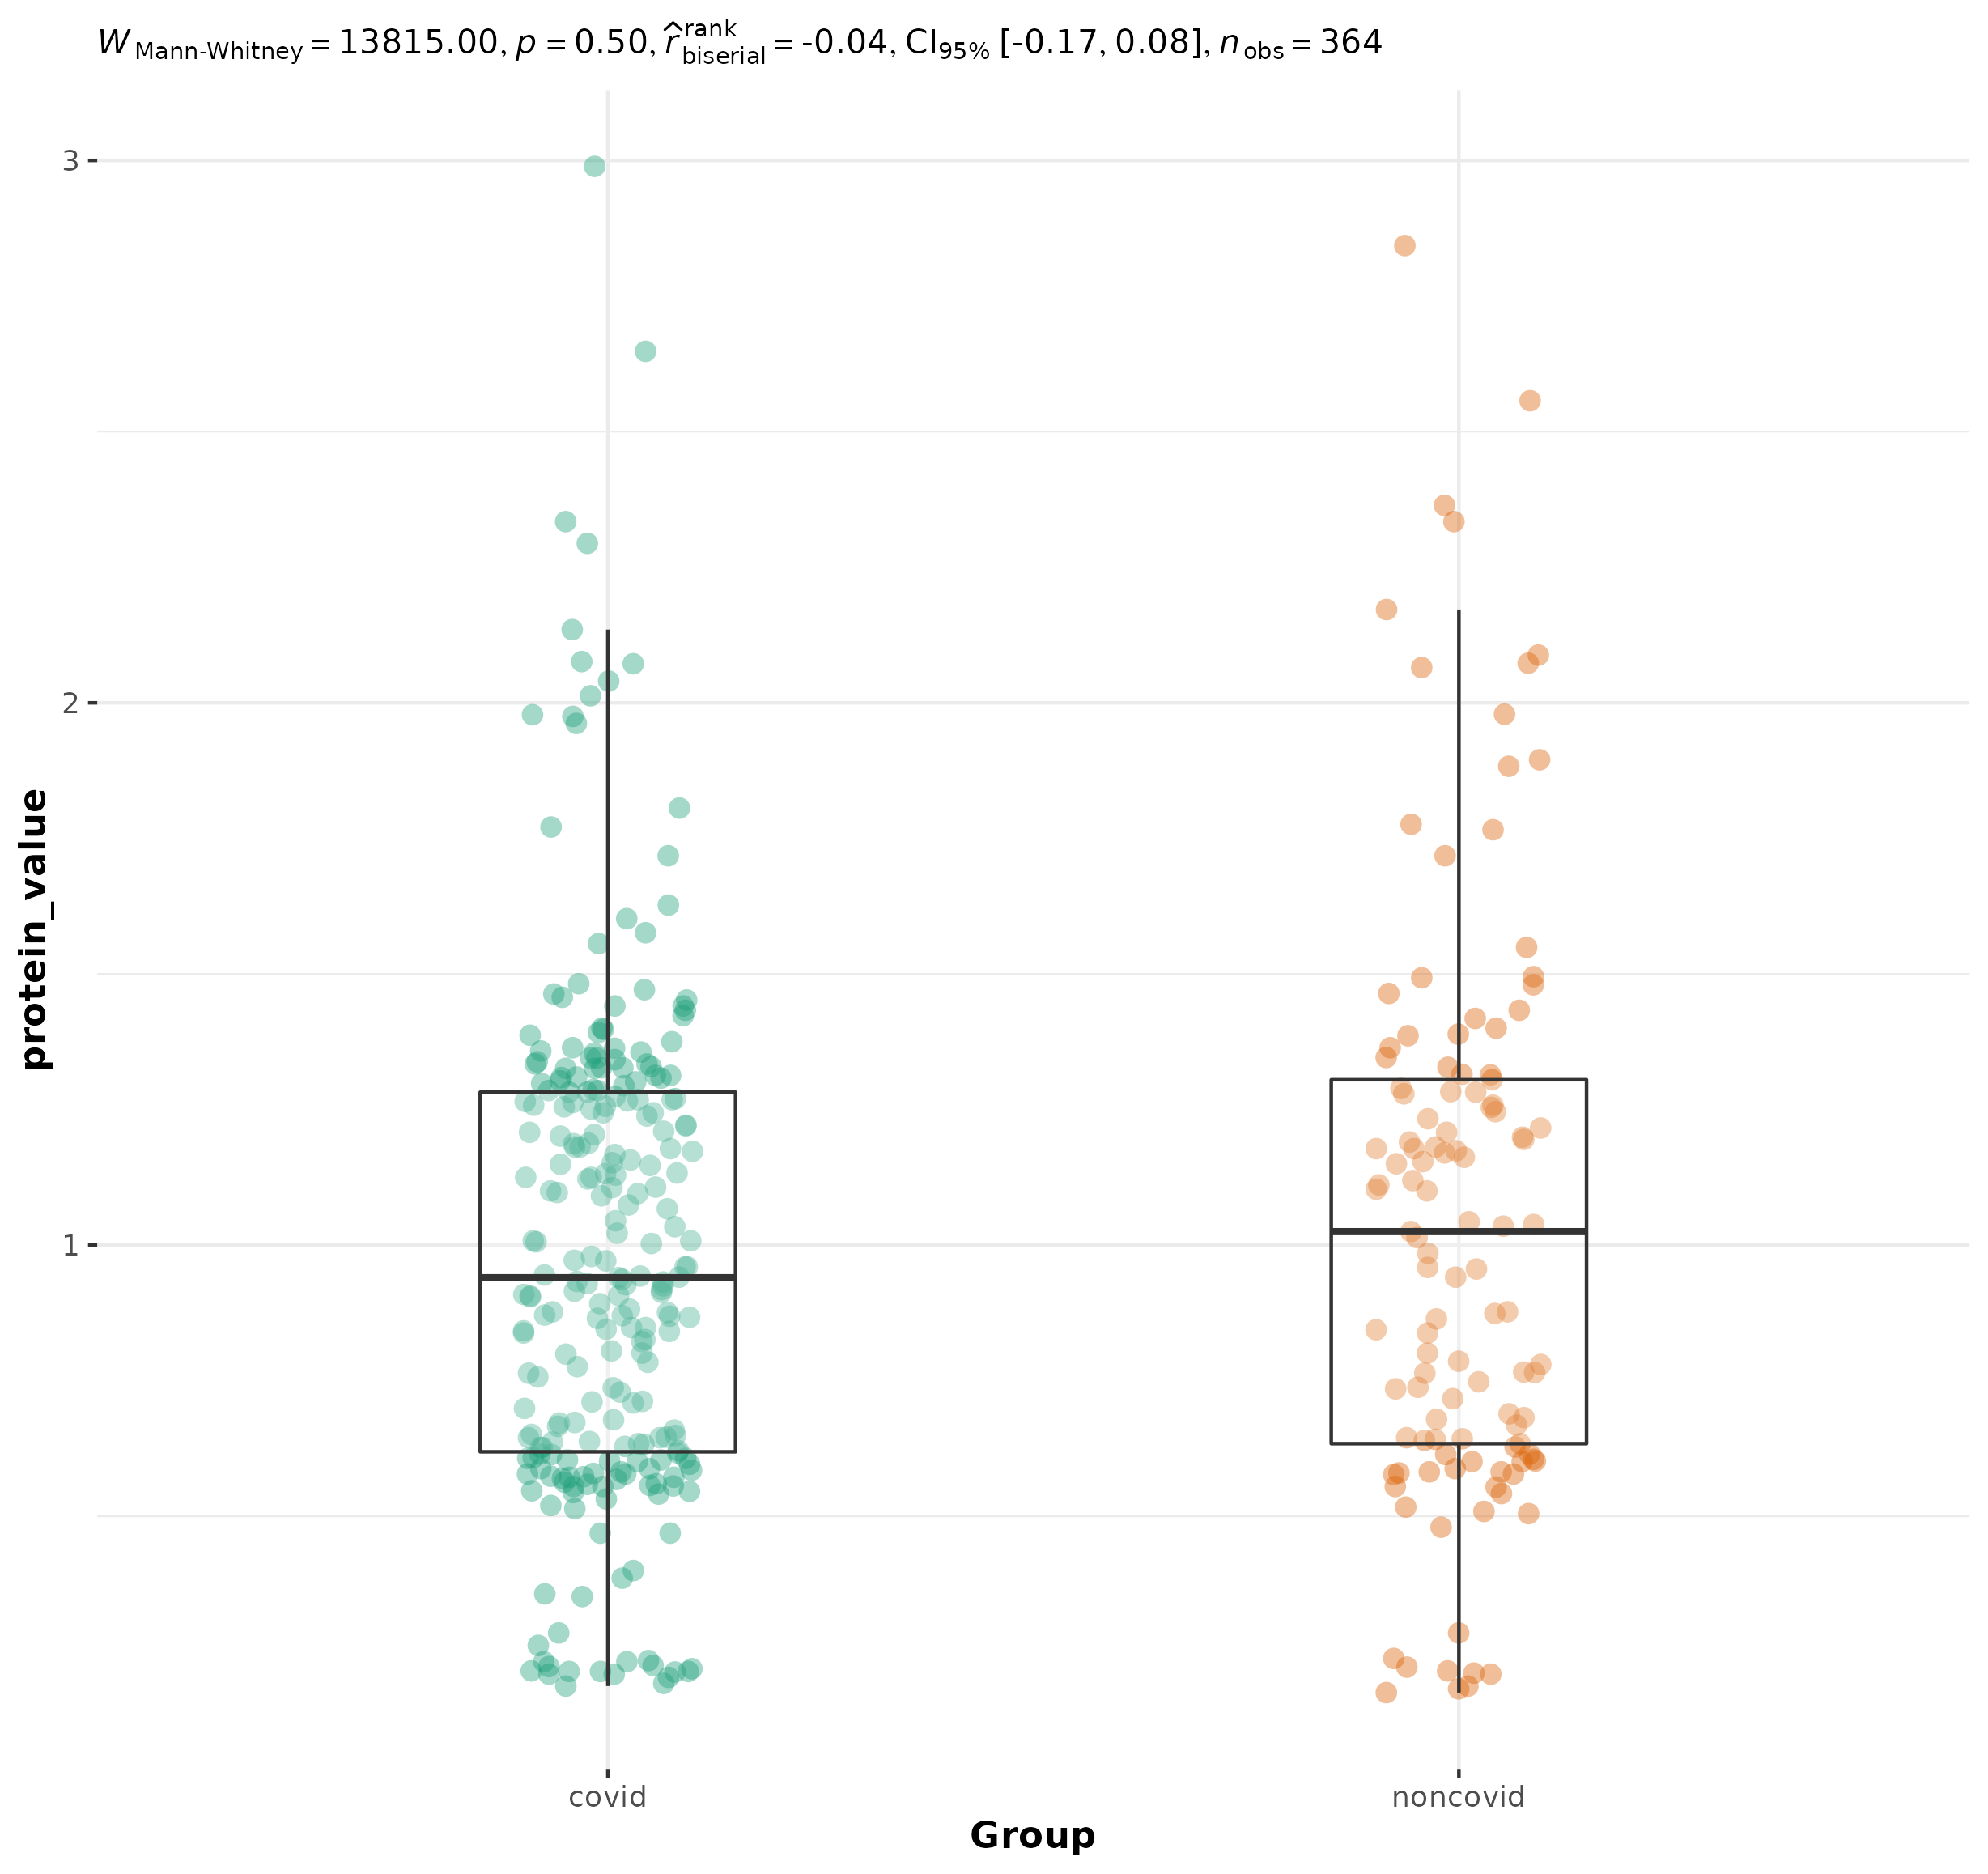 W Mann-Whitney = 13815.00, p = 0.50, r̂ rank biserial = -0.04, CI95% [-0.17, 0.08], n obs = 364
3
2
1
protein_value
covid noncovid
Group